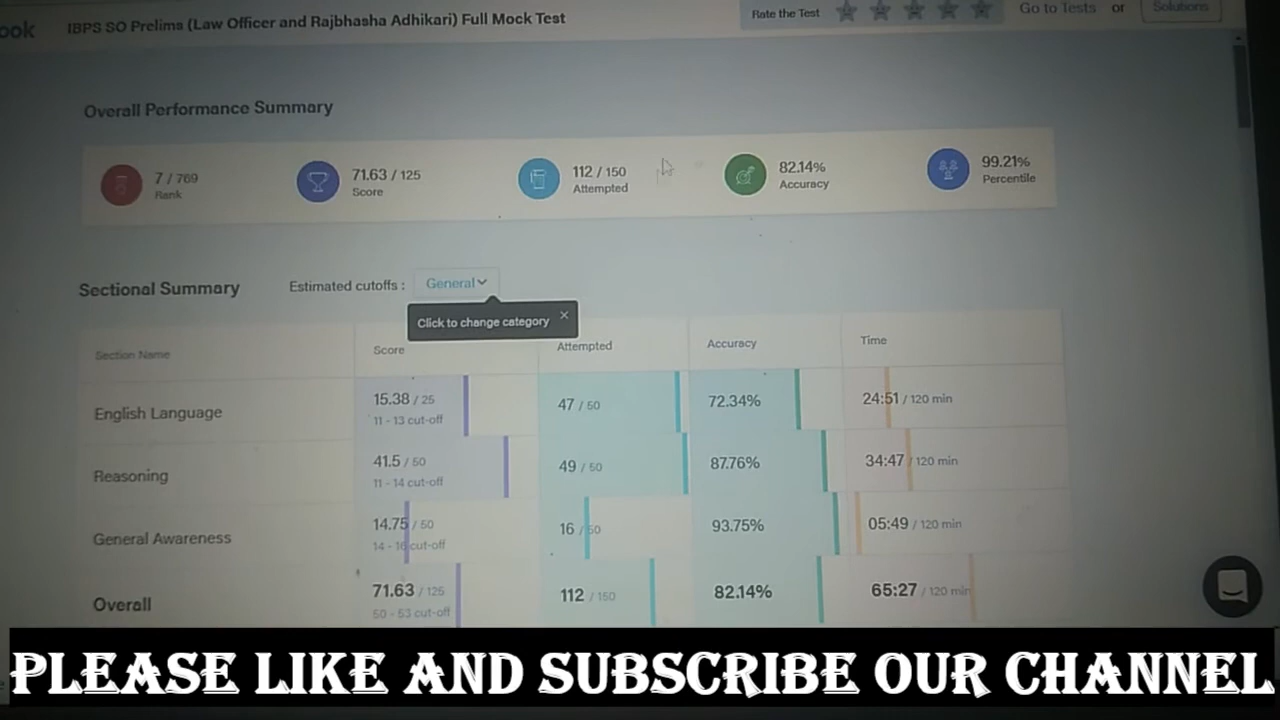 ook
IBPS SO Prelims (Law Officer and Rajbhasha Adhikari) Full Mock Test
Rate the Test
Go to Tests or Solutions
Overall Performance Summary
7 / 769
Rank
71.63 / 125
Score
112 / 150
Attempted
82.14%
Accuracy
99.21%
Percentile
Sectional Summary
Estimated cutoffs :
General
Click to change category ×
Section Name Score Attempted Accuracy Time
English Language 15.38 / 25 47 / 50 72.34% 24:51 / 120 min
11 - 13 cut-off
Reasoning 41.5 / 50 49 / 50 87.76% 34:47 / 120 min
11 - 14 cut-off
General Awareness 14.75 / 50 16 / 50 93.75% 05:49 / 120 min
14 - 16 cut-off
Overall 71.63 / 125 112 / 150 82.14% 65:27 / 120 min
50 - 53 cut-off
PLEASE LIKE AND SUBSCRIBE OUR CHANNEL